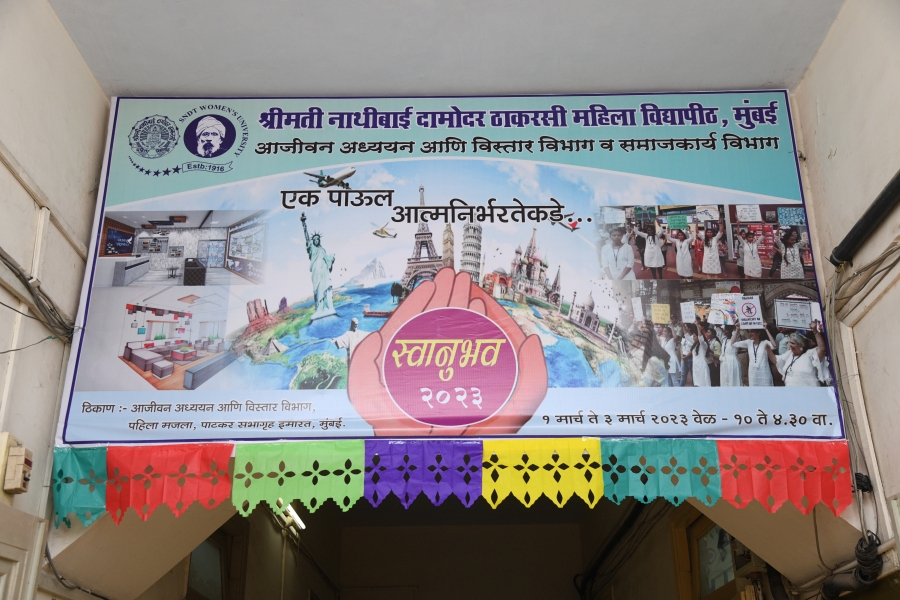 श्रीमती नाथीबाई दामोदर ठाकरसी महिला विद्यापीठ, मुंबई
SNDT WOMEN'S UNIVERSITY
Estb:1916
आजीवन अध्ययन आणि विस्तार विभाग व समाजकार्य विभाग
एक पाऊल
आत्मनिर्भरतेकडे...
स्वानुभव
२०२३
ठिकाण :- आजीवन अध्ययन आणि विस्तार विभाग,
पहिला मजला, पाटकर सभागृह इमारत, मुंबई.
१ मार्च ते ३ मार्च २०२३ वेळ - १० ते ४.३० वा.